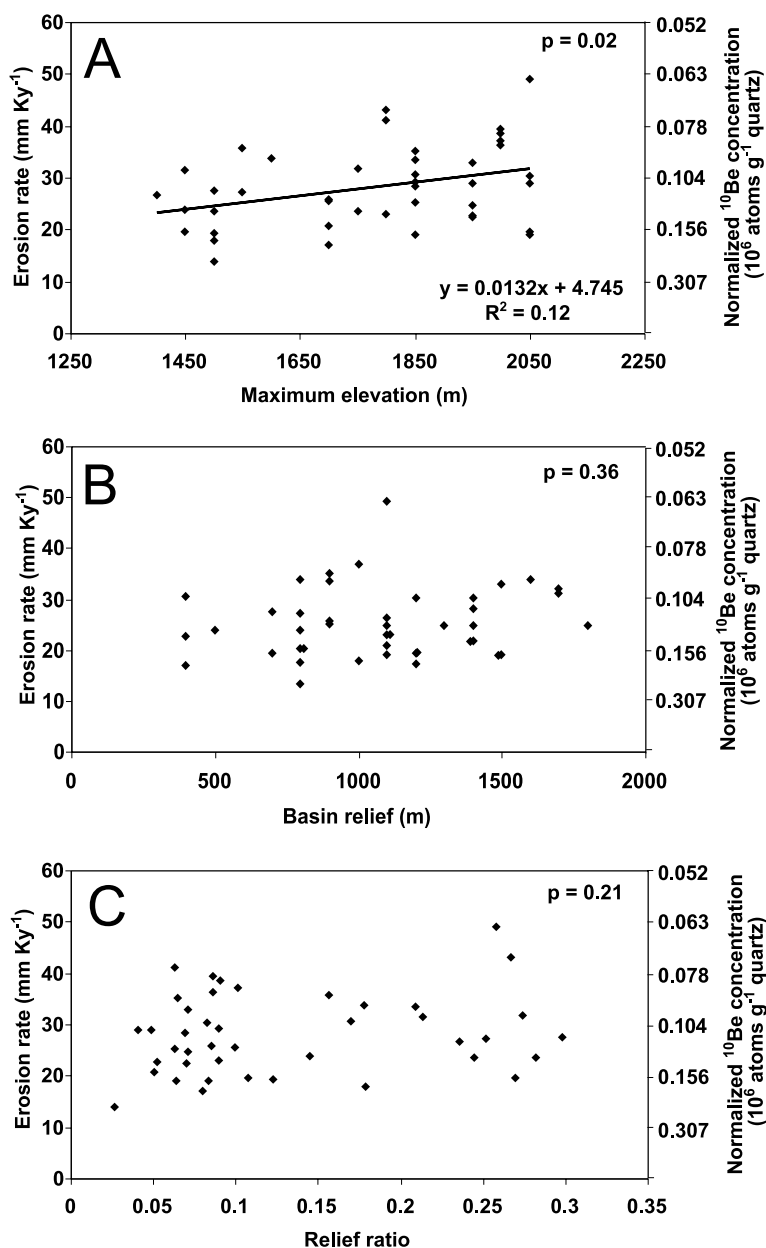 A
p = 0.02
Erosion rate (mm Ky⁻¹)
60
50
40
30
20
10
0
0.052
0.063
0.078
0.104
0.156
0.307
Normalized ¹⁰Be concentration
(10⁶ atoms g⁻¹ quartz)
y = 0.0132x + 4.745
R² = 0.12
1250 1450 1650 1850 2050 2250
Maximum elevation (m)
B
p = 0.36
Erosion rate (mm Ky⁻¹)
60
50
40
30
20
10
0
0.052
0.063
0.078
0.104
0.156
0.307
Normalized ¹⁰Be concentration
(10⁶ atoms g⁻¹ quartz)
0 500 1000 1500 2000
Basin relief (m)
C
p = 0.21
Erosion rate (mm Ky⁻¹)
60
50
40
30
20
10
0
0.052
0.063
0.078
0.104
0.156
0.307
Normalized ¹⁰Be concentration
(10⁶ atoms g⁻¹ quartz)
0 0.05 0.1 0.15 0.2 0.25 0.3 0.35
Relief ratio